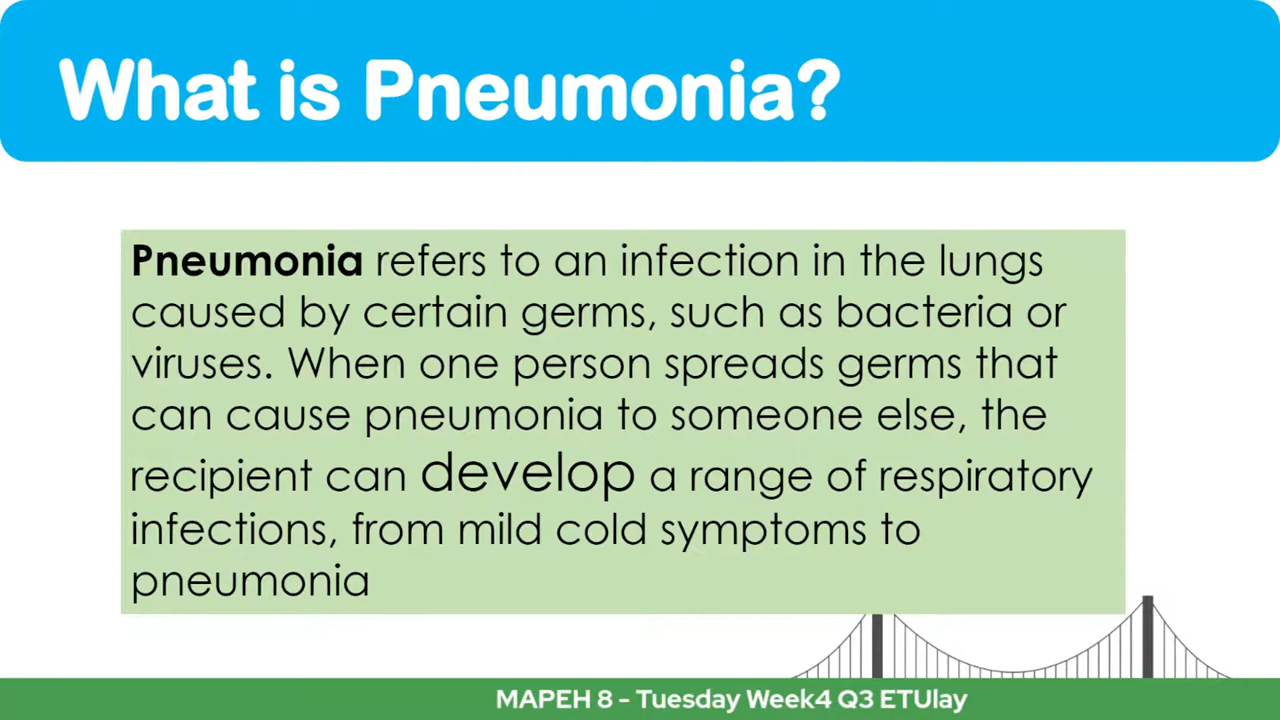 What is Pneumonia?
Pneumonia refers to an infection in the lungs
caused by certain germs, such as bacteria or
viruses. When one person spreads germs that
can cause pneumonia to someone else, the
recipient can develop a range of respiratory
infections, from mild cold symptoms to
pneumonia
MAPEH 8 - Tuesday Week4 Q3 ETUlay